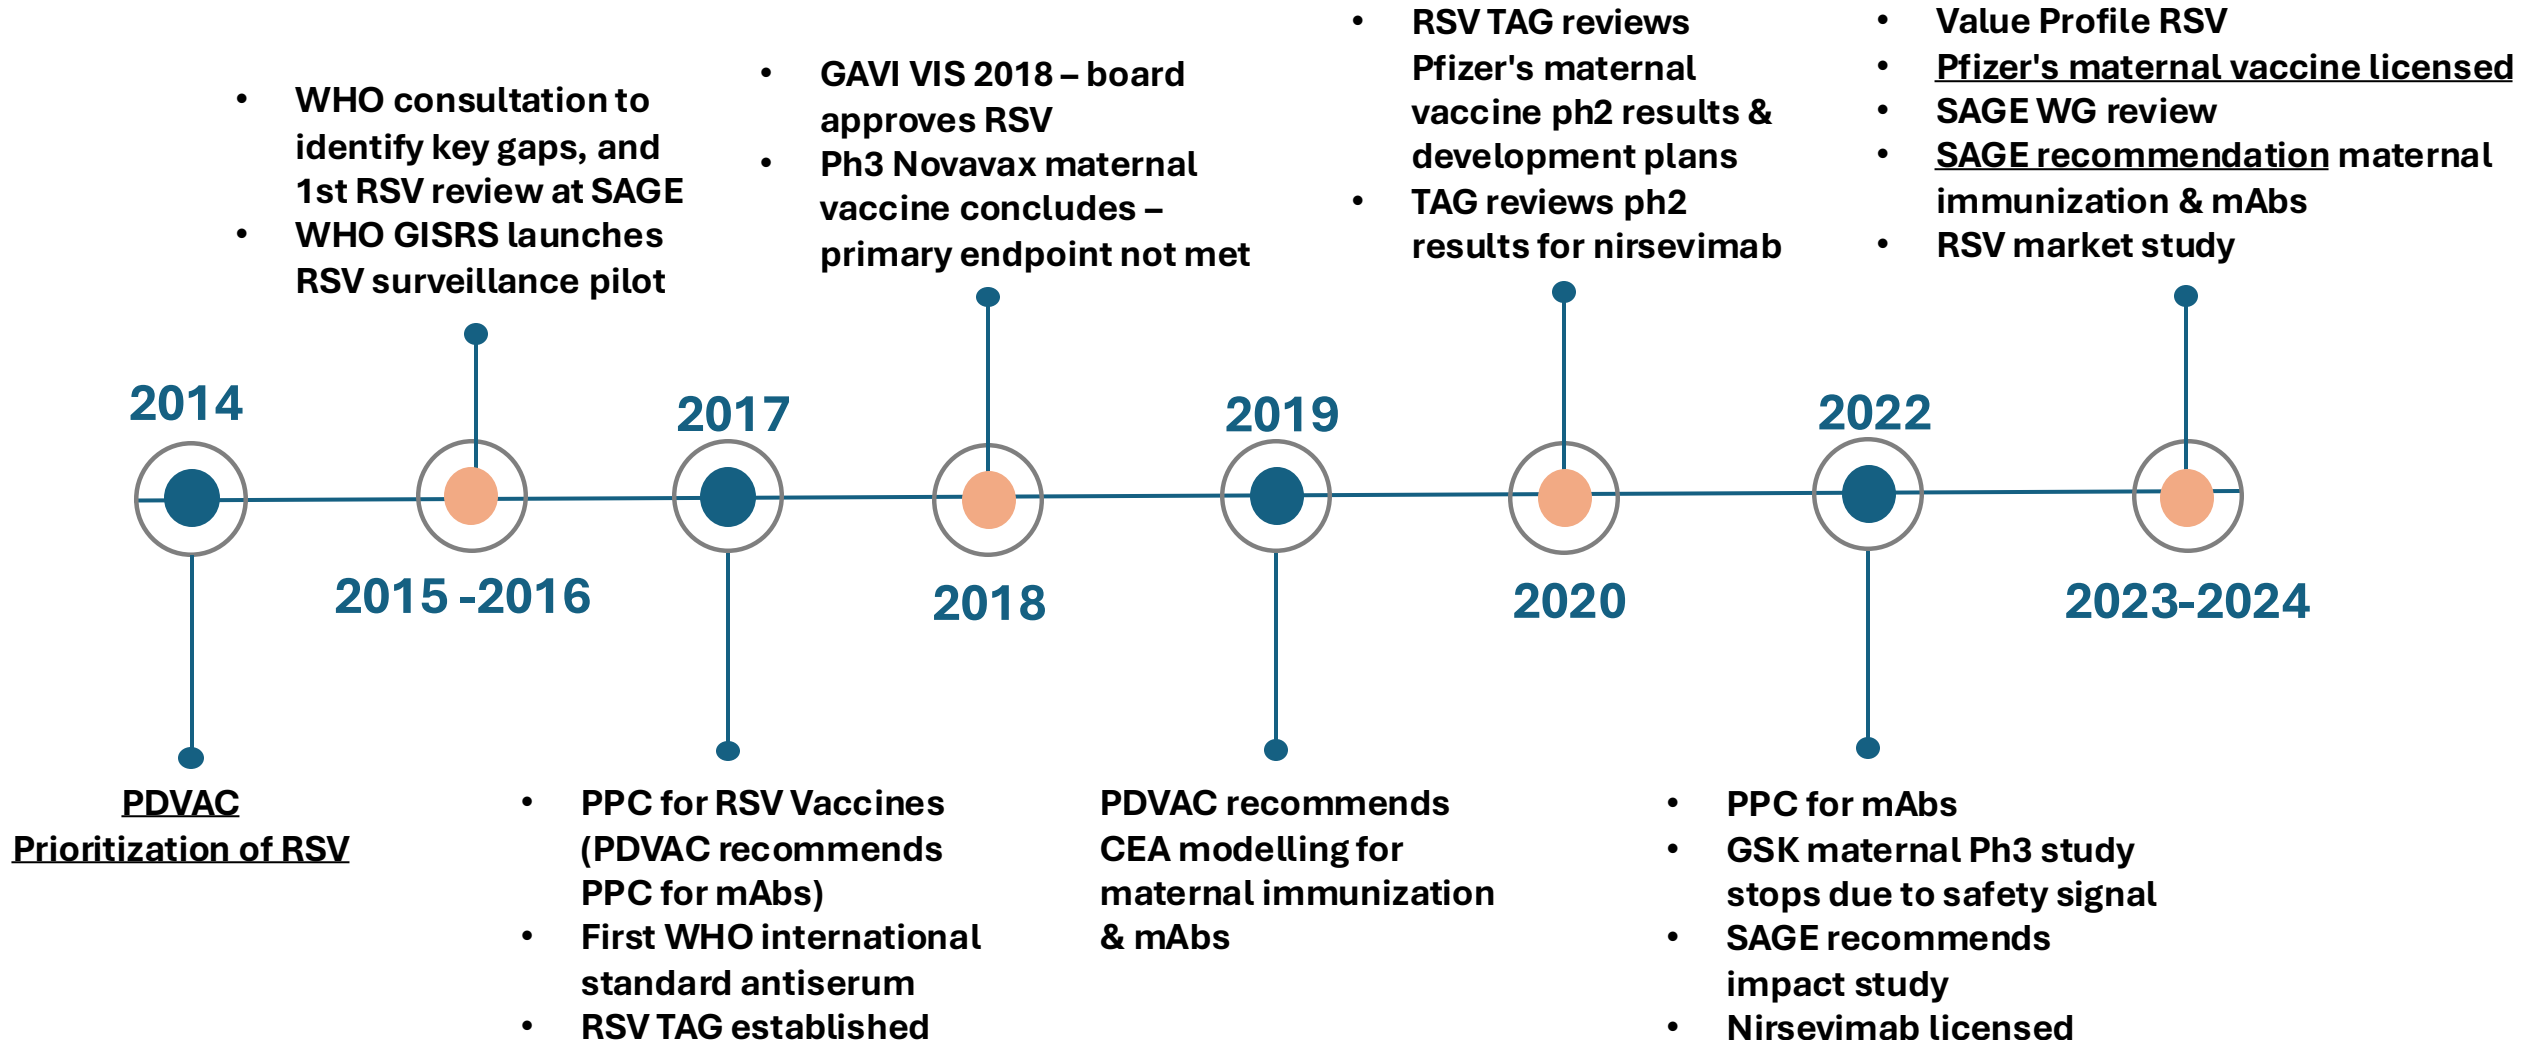 • WHO consultation to
identify key gaps, and
1st RSV review at SAGE
• WHO GISRS launches
RSV surveillance pilot
• GAVI VIS 2018 – board
approves RSV
• Ph3 Novavax maternal
vaccine concludes –
primary endpoint not met
• RSV TAG reviews
Pfizer's maternal
vaccine ph2 results &
development plans
• TAG reviews ph2
results for nirsevimab
• Value Profile RSV
• Pfizer's maternal vaccine licensed
• SAGE WG review
• SAGE recommendation maternal
immunization & mAbs
• RSV market study
2014
2015 -2016
2017
2018
2019
2020
2022
2023-2024
PDVAC
Prioritization of RSV
• PPC for RSV Vaccines
(PDVAC recommends
PPC for mAbs)
• First WHO international
standard antiserum
• RSV TAG established
PDVAC recommends
CEA modelling for
maternal immunization
& mAbs
• PPC for mAbs
• GSK maternal Ph3 study
stops due to safety signal
• SAGE recommends
impact study
• Nirsevimab licensed